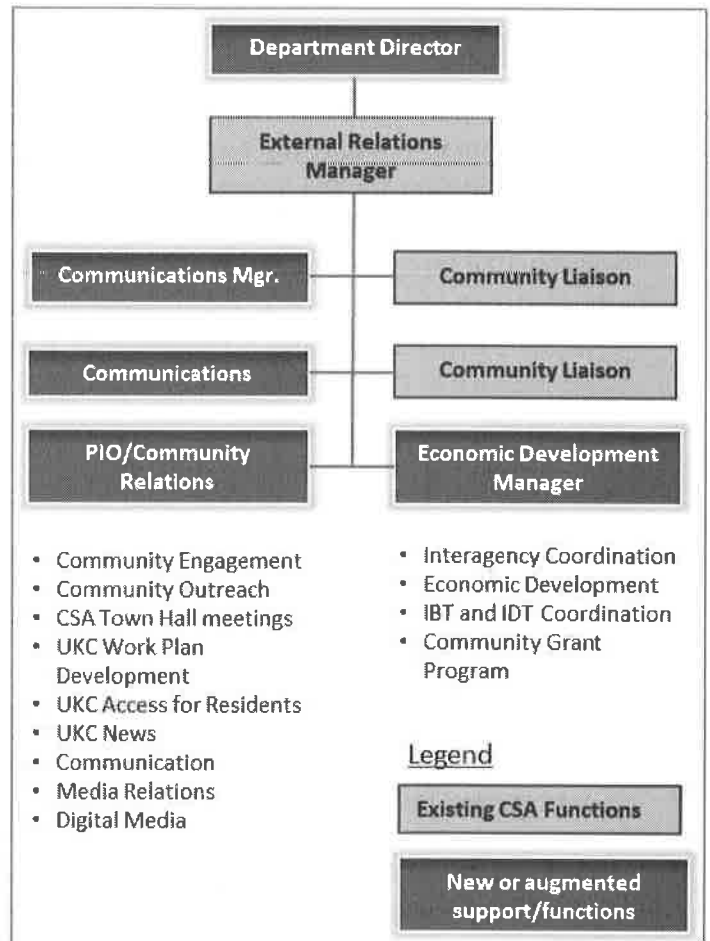 Department Director
External Relations
Manager
Communications Mgr.
Community Liaison
Communications
Community Liaison
PIO/Community
Relations
Economic Development
Manager
• Community Engagement
• Community Outreach
• CSA Town Hall meetings
• UKC Work Plan
Development
• UKC Access for Residents
• UKC News
• Communication
• Media Relations
• Digital Media
• Interagency Coordination
• Economic Development
• IBT and IDT Coordination
• Community Grant
Program
Legend
Existing CSA Functions
New or augmented
support/functions